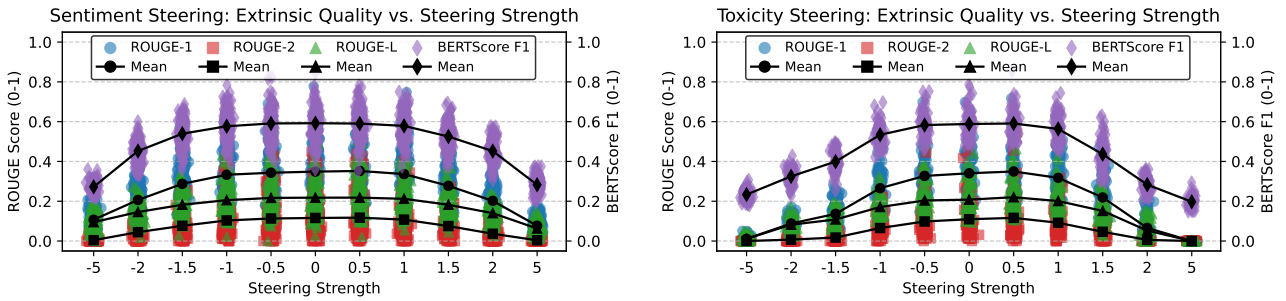 Sentiment Steering: Extrinsic Quality vs. Steering Strength
ROUGE-1 ROUGE-2 ROUGE-L BERTScore F1
Mean Mean Mean Mean
ROUGE Score (0-1)
1.0
0.8
0.6
0.4
0.2
0.0
BERTScore F1 (0-1)
1.0
0.8
0.6
0.4
0.2
0.0
-5 -2 -1.5 -1 -0.5 0 0.5 1 1.5 2 5
Steering Strength
Toxicity Steering: Extrinsic Quality vs. Steering Strength
ROUGE-1 ROUGE-2 ROUGE-L BERTScore F1
Mean Mean Mean Mean
ROUGE Score (0-1)
1.0
0.8
0.6
0.4
0.2
0.0
BERTScore F1 (0-1)
1.0
0.8
0.6
0.4
0.2
0.0
-5 -2 -1.5 -1 -0.5 0 0.5 1 1.5 2 5
Steering Strength